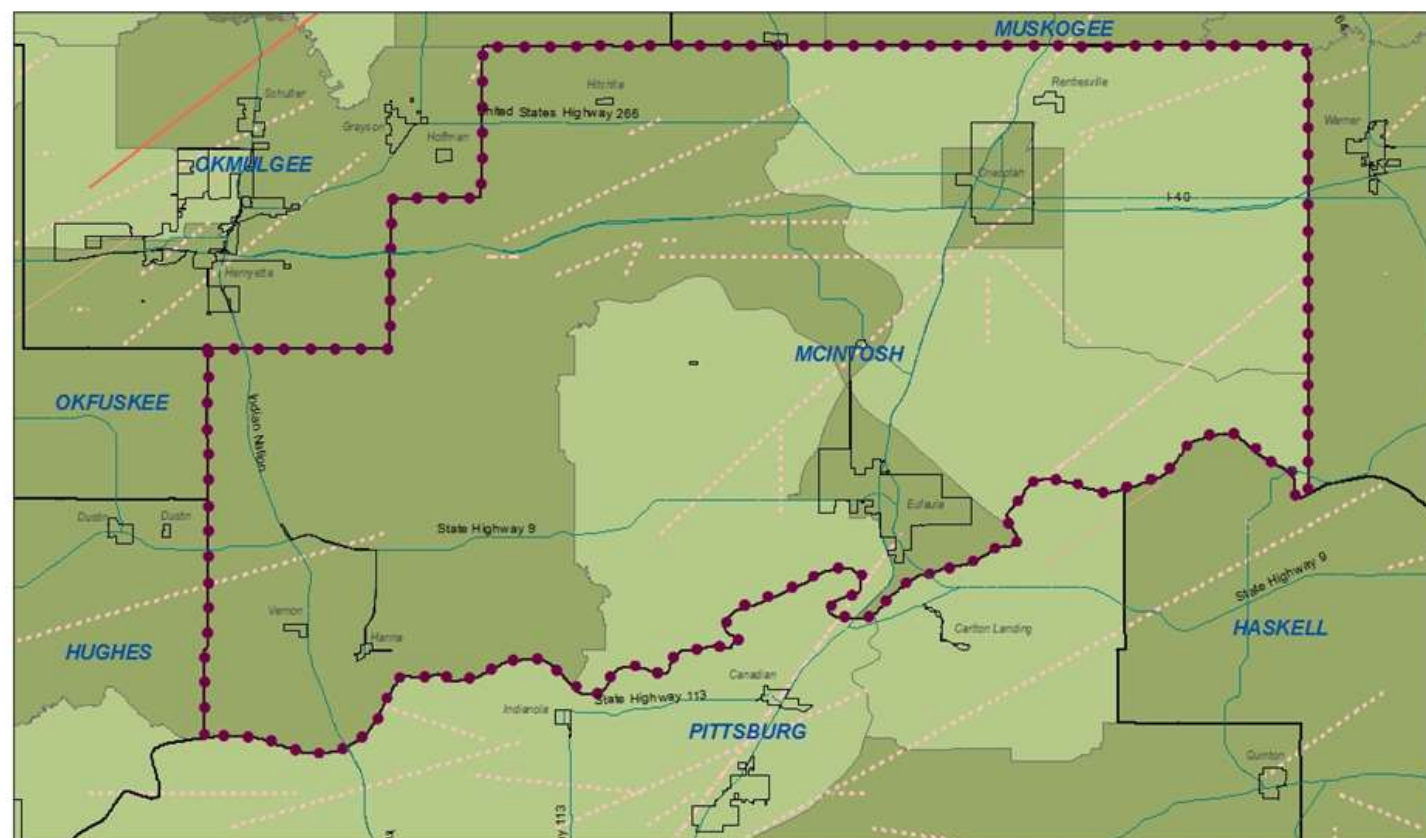 MUSKOGEE
64
Rentiesville
Hitchita
Schulter
Grayson
United States Highway 266
Hoffman
Warner
OKMULGEE
Checotah
I-40
Henryetta
MCINTOSH
OKFUSKEE
Indian Nation
Eufaula
Dustin
Dustin
State Highway 9
State Highway 9
Vernon
Hanna
HUGHES
Carlton Landing
HASKELL
Canadian
State Highway 113
Indianola
PITTSBURG
Quinton
113